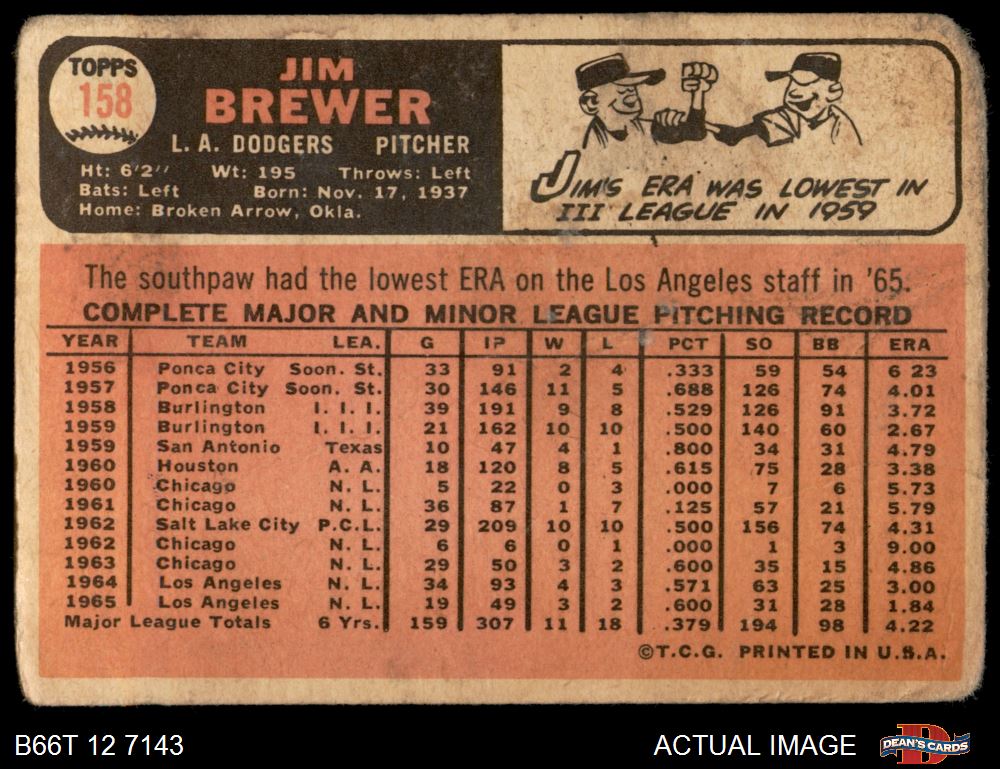 TOPPS
158
JIM
BREWER
L. A. DODGERS PITCHER
Ht: 6'2" Wt: 195 Throws: Left
Bats: Left Born: Nov. 17, 1937
Home: Broken Arrow, Okla.
JIM'S ERA WAS LOWEST IN
III LEAGUE IN 1959
The southpaw had the lowest ERA on the Los Angeles staff in '65.
COMPLETE MAJOR AND MINOR LEAGUE PITCHING RECORD
YEAR TEAM LEA. G IP W L PCT SO BB ERA
1956 Ponca City Soon. St. 33 91 2 4 .333 59 54 6 23
1957 Ponca City Soon. St. 30 146 11 5 .688 126 74 4.01
1958 Burlington I. I. I. 39 191 9 8 .529 126 91 3.72
1959 Burlington I. I. I. 21 162 10 10 .500 140 60 2.67
1959 San Antonio Texas 10 47 4 1 .800 34 31 4.79
1960 Houston A. A. 18 120 8 5 .615 75 28 3.38
1960 Chicago N. L. 5 22 0 3 .000 7 6 5.73
1961 Chicago N. L. 36 87 1 7 .125 57 21 5.79
1962 Salt Lake City P.C.L. 29 209 10 10 .500 156 74 4.31
1962 Chicago N. L. 6 6 0 1 .000 1 3 9.00
1963 Chicago N. L. 29 50 3 2 .600 35 15 4.86
1964 Los Angeles N. L. 34 93 4 3 .571 63 25 3.00
1965 Los Angeles N. L. 19 49 3 2 .600 31 28 1.84
Major League Totals 6 Yrs. 159 307 11 18 .379 194 98 4.22
©T.C.G. PRINTED IN U.S.A.
B66T 12 7143
ACTUAL IMAGE
DEAN'S CARDS